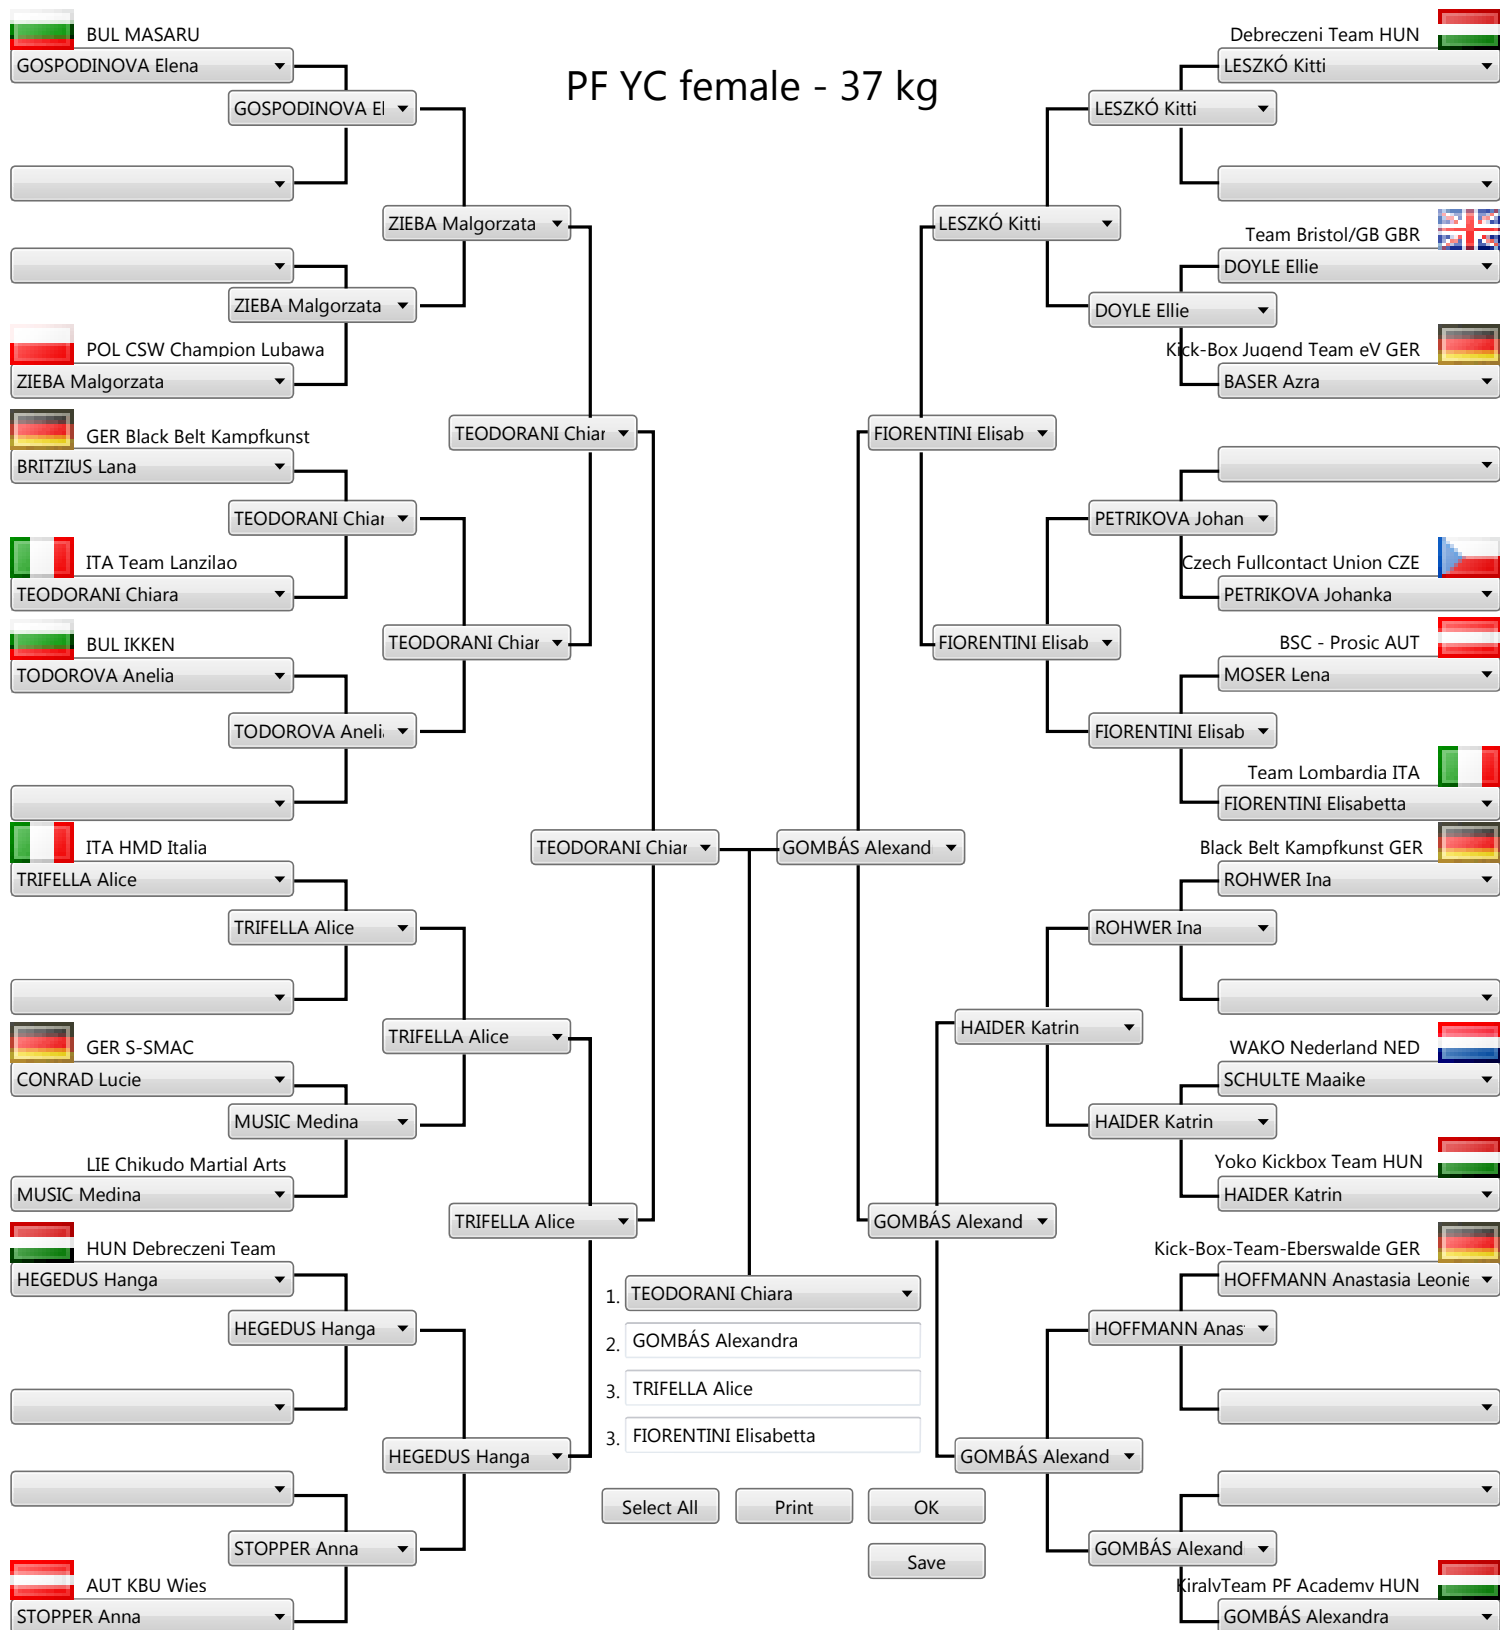 PF YC female - 37 kg
BUL MASARU
GOSPODINOVA Elena
GOSPODINOVA El
ZIEBA Malgorzata
ZIEBA Malgorzata
POL CSW Champion Lubawa
ZIEBA Malgorzata
GER Black Belt Kampfkunst
BRITZIUS Lana
TEODORANI Chiar
TEODORANI Chiar
ITA Team Lanzilao
TEODORANI Chiara
TEODORANI Chiar
BUL IKKEN
TODOROVA Anelia
TODOROVA Aneli
TEODORANI Chiar
ITA HMD Italia
TRIFELLA Alice
TRIFELLA Alice
TRIFELLA Alice
GER S-SMAC
CONRAD Lucie
MUSIC Medina
LIE Chikudo Martial Arts
MUSIC Medina
TRIFELLA Alice
HUN Debreczeni Team
HEGEDUS Hanga
HEGEDUS Hanga
HEGEDUS Hanga
STOPPER Anna
AUT KBU Wies
STOPPER Anna
Debreczeni Team HUN
LESZKÓ Kitti
LESZKÓ Kitti
LESZKÓ Kitti
Team Bristol/GB GBR
DOYLE Ellie
DOYLE Ellie
Kick-Box Jugend Team eV GER
BASER Azra
FIORENTINI Elisab
PETRIKOVA Johan
Czech Fullcontact Union CZE
PETRIKOVA Johanka
FIORENTINI Elisab
BSC - Prosic AUT
MOSER Lena
FIORENTINI Elisab
Team Lombardia ITA
FIORENTINI Elisabetta
GOMBÁS Alexand
Black Belt Kampfkunst GER
ROHWER Ina
ROHWER Ina
HAIDER Katrin
WAKO Nederland NED
SCHULTE Maaike
HAIDER Katrin
Yoko Kickbox Team HUN
HAIDER Katrin
GOMBÁS Alexand
Kick-Box-Team-Eberswalde GER
HOFFMANN Anastasia Leonie
HOFFMANN Anas
GOMBÁS Alexand
GOMBÁS Alexand
KiralyTeam PF Academy HUN
GOMBÁS Alexandra
1. TEODORANI Chiara
2. GOMBÁS Alexandra
3. TRIFELLA Alice
3. FIORENTINI Elisabetta
Select All
Print
OK
Save